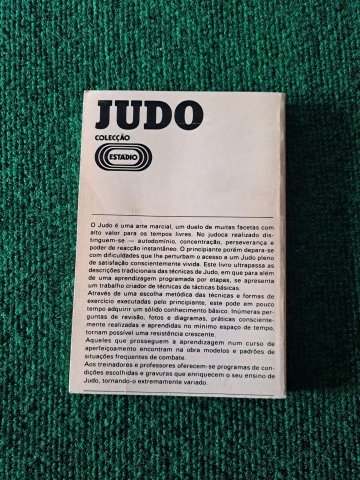 JUDO
COLECÇÃO
ESTÁDIO
O Judo é uma arte marcial, um duelo de muitas facetas com
alto valor para os tempos livres. No judoca realizado dis-
tinguem-se — autodomínio, concentração, perseverança e
poder de reacção instantâneo. O principiante porém depara-se
com dificuldades que lhe perturbam o acesso a um Judo pleno
de satisfação conscientemente vivida. Este livro ultrapassa as
descrições tradicionais das técnicas de Judo, em que para além
de uma aprendizagem programada por etapas, se apresenta
um trabalho criador de técnicas de tácticas básicas.
Através de uma escolha metódica das técnicas e formas de
exercício executadas pelo principiante, este pode em pouco
tempo adquirir um sólido conhecimento básico. Inúmeras per-
guntas de revisão, fotos e diagramas, práticas consciente-
mente realizadas e aprendidas no mínimo espaço de tempo,
tornam possível uma resistência crescente.
Aqueles que prosseguem a aprendizagem num curso de
aperfeiçoamento encontram na obra modelos e padrões de
situações frequentes de combate.
Aos treinadores e professores oferecem-se programas de con-
dições escolhidas e gravuras que enriquecem o seu ensino de
Judo, tornando-o extremamente variado.